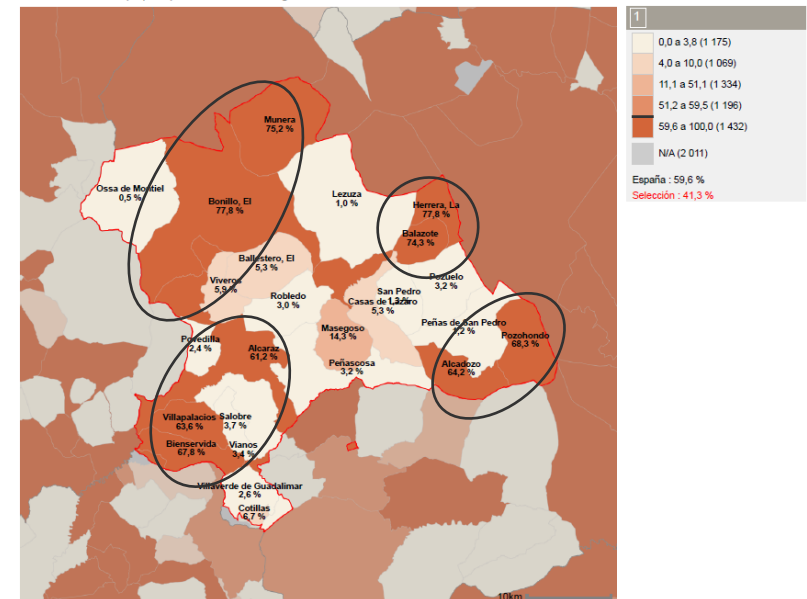 1
0,0 a 3,8 (1 175)
4,0 a 10,0 (1 069)
11,1 a 51,1 (1 334)
51,2 a 59,5 (1 196)
59,6 a 100,0 (1 432)
N/A (2 011)
España : 59,6 %
Selección : 41,3 %
Munera
75,2 %
Ossa de Montiel
0,5 %
Bonillo, El
77,8 %
Lezuza
1,0 %
Herrera, La
77,8 %
Balazote
74,3 %
Ballestero, El
5,3 %
Viveros
5,9 %
Robledo
3,0 %
Pozuelo
3,2 %
San Pedro
Casas de Lázaro
5,3 %
Masegoso
14,3 %
Peñas de San Pedro
1,2 %
Pozohondo
68,3 %
Povedilla
2,4 %
Alcaraz
61,2 %
Peñascosa
3,2 %
Alcadozo
64,2 %
Villapalacios
63,6 %
Salobre
3,7 %
Bienservida
67,8 %
Vianos
3,4 %
Villaverde de Guadalimar
2,6 %
Cotillas
6,7 %
10km